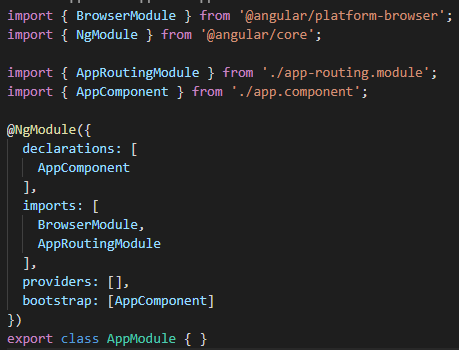 import { BrowserModule } from '@angular/platform-browser';
import { NgModule } from '@angular/core';

import { AppRoutingModule } from './app-routing.module';
import { AppComponent } from './app.component';

@NgModule({
  declarations: [
    AppComponent
  ],
  imports: [
    BrowserModule,
    AppRoutingModule
  ],
  providers: [],
  bootstrap: [AppComponent]
})
export class AppModule { }